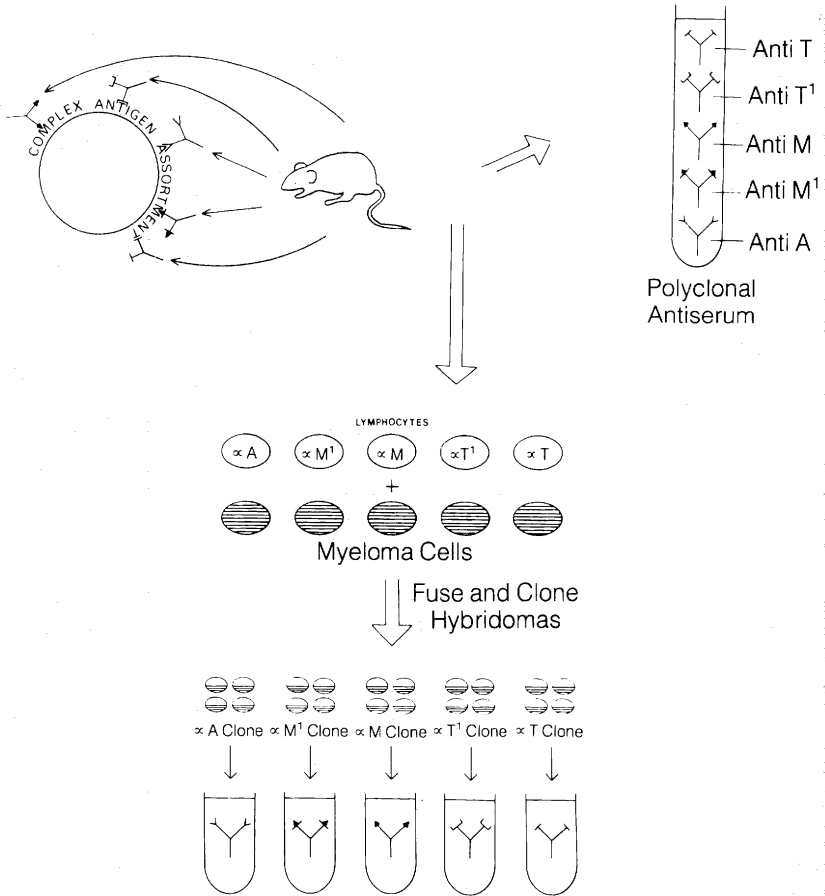 COMPLEX ANTIGEN ASSORTMENT
Anti T
Anti T¹
Anti M
Anti M¹
Anti A
Polyclonal
Antiserum
LYMPHOCYTES
∝ A
∝ M¹
∝ M
∝T¹
∝ T
+
Myeloma Cells
Fuse and Clone
Hybridomas
∝ A Clone
∝ M¹ Clone
∝ M Clone
∝ T¹ Clone
∝ T Clone